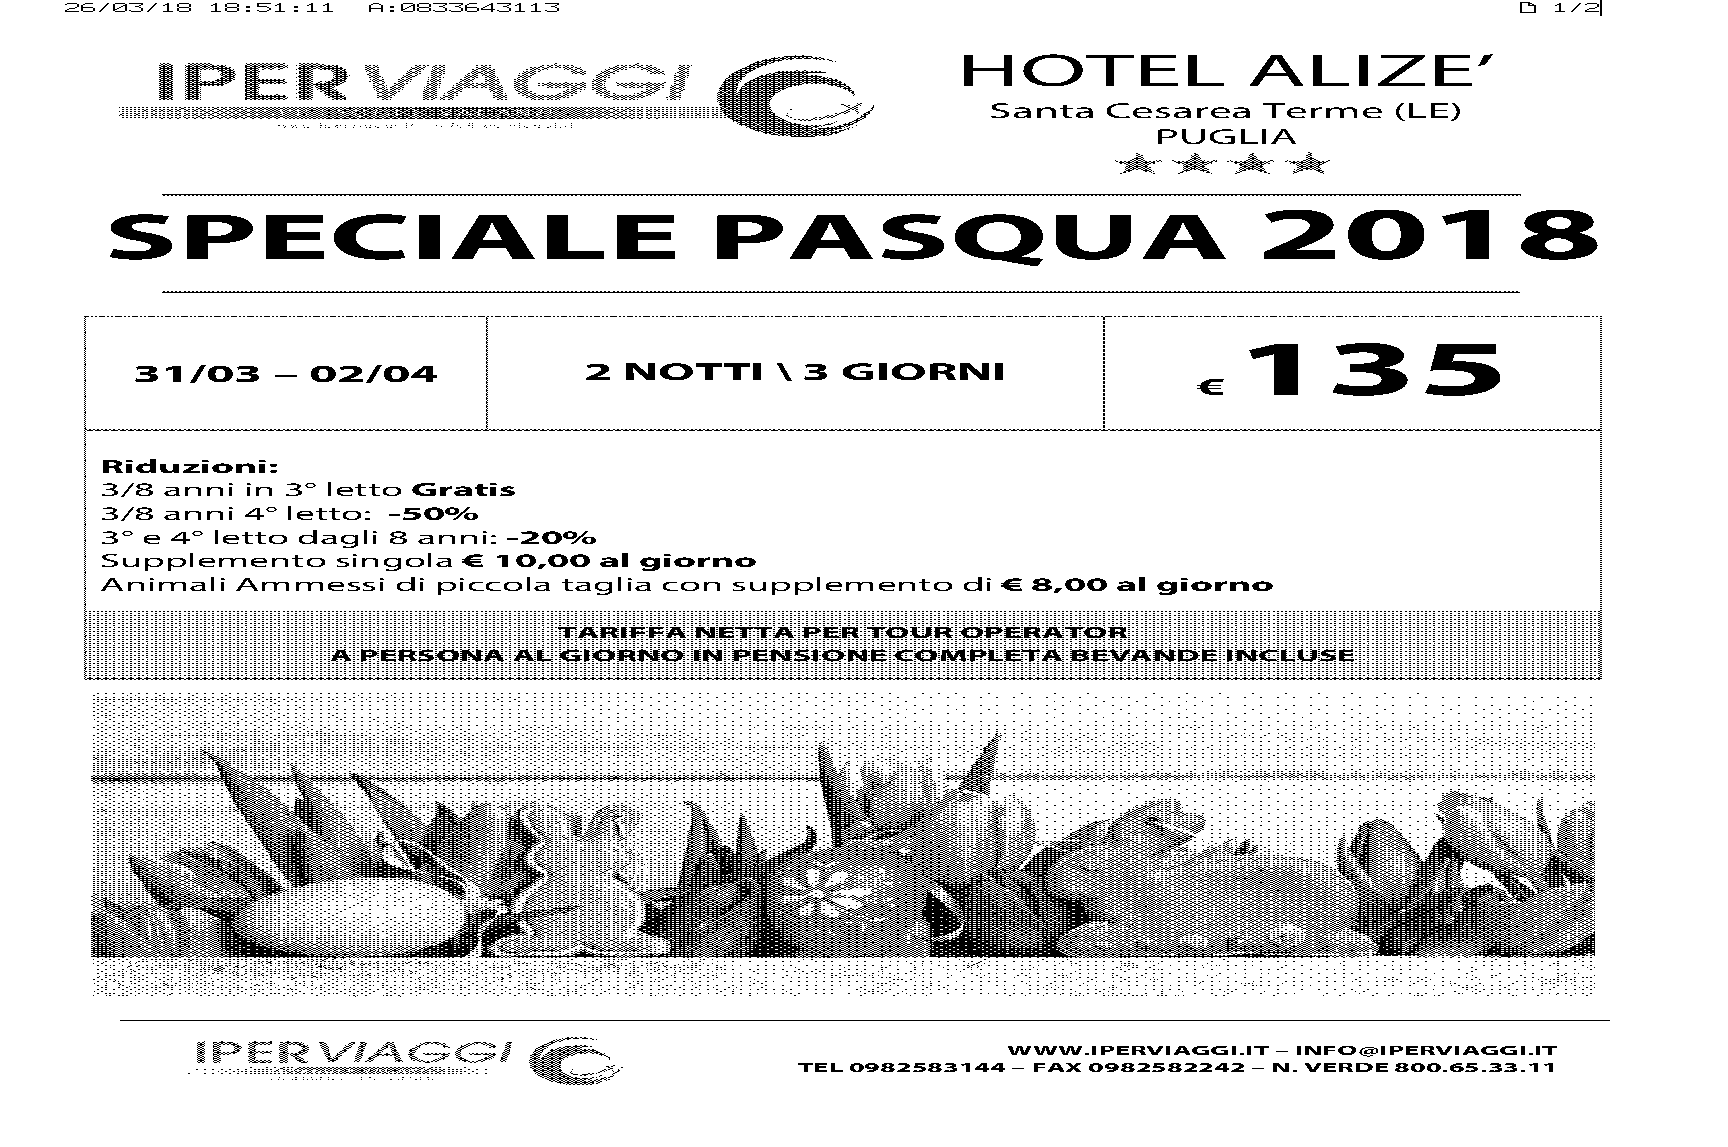 26/03/18 18:51:11 A:0833643113 1/2
IPERVIAGGI
HOTEL ALIZE’
Santa Cesarea Terme (LE)
PUGLIA
SPECIALE PASQUA 2018
31/03 – 02/04
2 NOTTI \ 3 GIORNI
€ 135
Riduzioni:
3/8 anni in 3° letto Gratis
3/8 anni 4° letto: -50%
3° e 4° letto dagli 8 anni: -20%
Supplemento singola € 10,00 al giorno
Animali Ammessi di piccola taglia con supplemento di € 8,00 al giorno
TARIFFA NETTA PER TOUR OPERATOR
A PERSONA AL GIORNO IN PENSIONE COMPLETA BEVANDE INCLUSE
IPERVIAGGI
WWW.IPERVIAGGI.IT – INFO@IPERVIAGGI.IT
TEL 0982583144 – FAX 0982582242 – N. VERDE 800.65.33.11